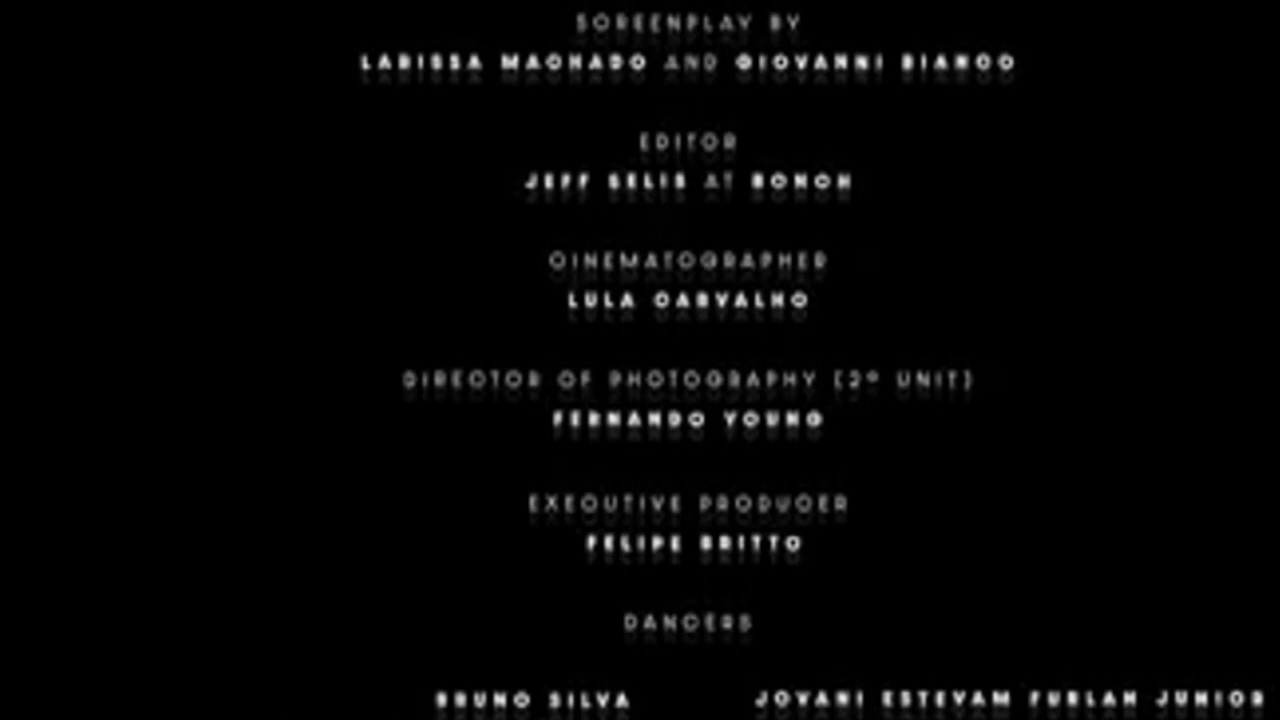 SCREENPLAY BY
LARISSA MACHADO AND GIOVANNI BIANCO
EDITOR
JEFF SELIS AT BONCH
CINEMATOGRAPHER
LULA CARVALHO
DIRECTOR OF PHOTOGRAPHY (2º UNIT)
FERNANDO YOUNG
EXECUTIVE PRODUCER
FELIPE BRITTO
DANCERS
BRUNO SILVA
JOVANI ESTEVAM FURLAN JUNIOR